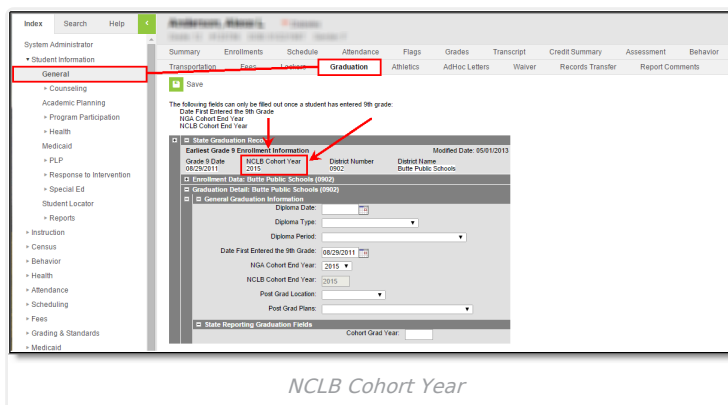 Index Search Help
System Administrator
Student Information
General
Counseling
Academic Planning
Program Participation
Health
Medicaid
PLP
Response to Intervention
Special Ed
Student Locator
Reports
Instruction
Census
Behavior
Health
Attendance
Scheduling
Fees
Grading & Standards
Medicaid
Summary Enrollments Schedule Attendance Flags Grades Transcript Credit Summary Assessment Behavior
Transportation Fees Lockers Graduation Athletics AdHoc Letters Waiver Records Transfer Report Comments
Save
The following fields can only be filled out once a student has entered 9th grade:
Date First Entered the 9th Grade
NGA Cohort End Year
NCLB Cohort End Year
State Graduation Record
Earliest Grade 9 Enrollment Information Modified Date: 05/01/2013
Grade 9 Date NCLB Cohort Year District Number District Name
08/29/2011 2015 0902 Butte Public Schools
Enrollment Data: Butte Public Schools (0902)
Graduation Detail: Butte Public Schools (0902)
General Graduation Information
Diploma Date:
Diploma Type:
Diploma Period:
Date First Entered the 9th Grade: 08/29/2011
NGA Cohort End Year: 2015
NCLB Cohort End Year: 2015
Post Grad Location:
Post Grad Plans:
State Reporting Graduation Fields
Cohort Grad Year:
NCLB Cohort Year